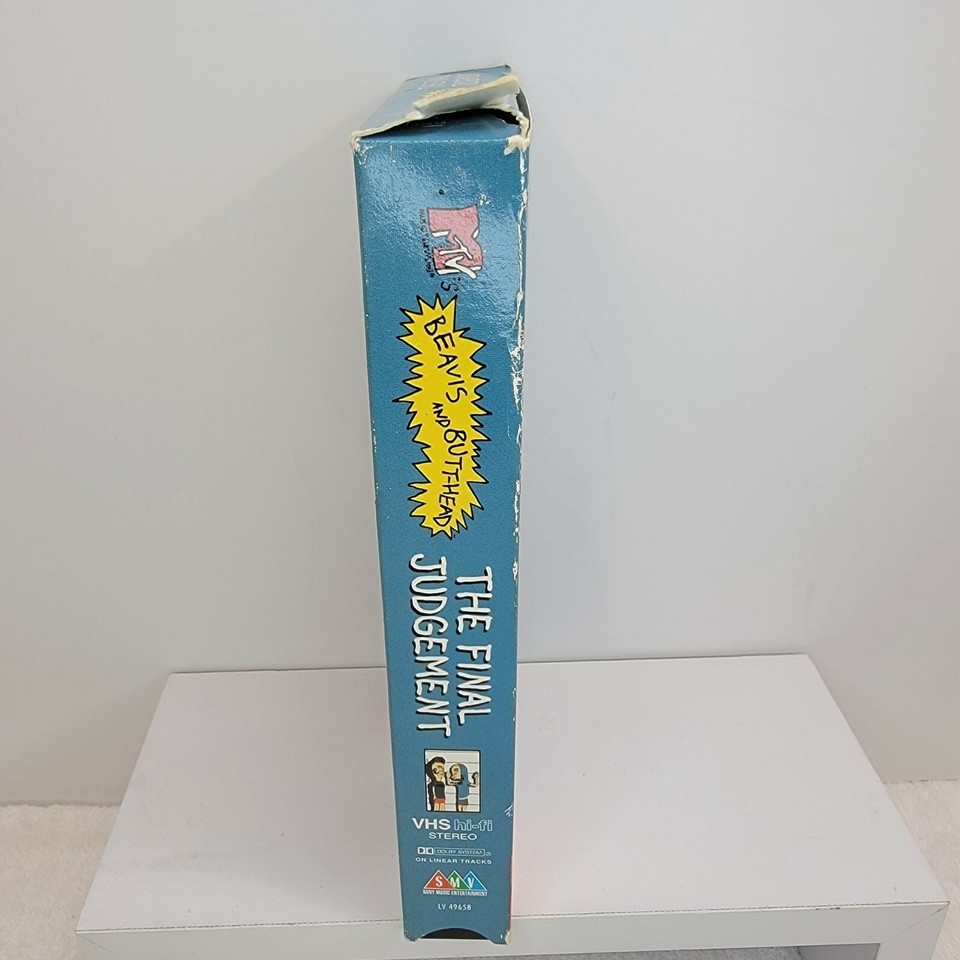 MTV's
BEAVIS AND BUTT-HEAD
THE FINAL
JUDGEMENT
VHS hi-fi
STEREO
DOLBY SYSTEM®
ON LINEAR TRACKS
SMV
SONY MUSIC ENTERTAINMENT
LV 49658